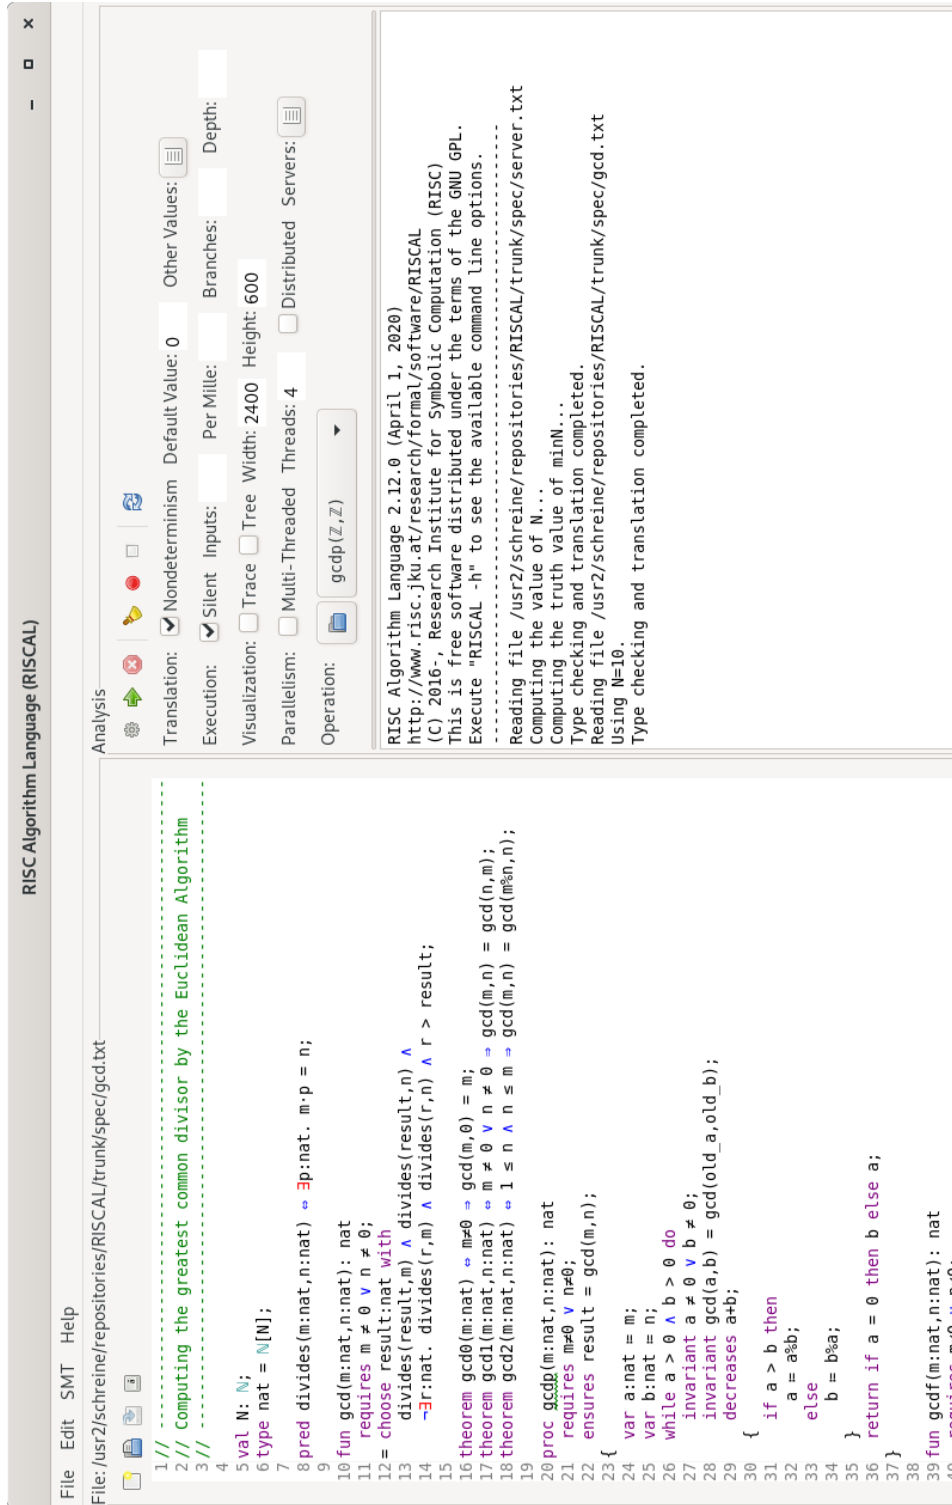 RISC Algorithm Language (RISCAL)
File Edit SMT Help
File: /usr2/schreine/repositories/RISCAL/trunk/spec/gcd.txt
1 // ----------------------------------------------------------------
2 // Computing the greatest common divisor by the Euclidean Algorithm
3 // ----------------------------------------------------------------
4
5 val N: ℕ;
6 type nat = ℕ[N];
7
8 pred divides(m:nat,n:nat) ⇔ ∃p:nat. m·p = n;
9
10 fun gcd(m:nat,n:nat): nat
11 requires m ≠ 0 ∨ n ≠ 0;
12 = choose result:nat with
13 divides(result,m) ∧ divides(result,n) ∧
14 ¬∃r:nat. divides(r,m) ∧ divides(r,n) ∧ r > result;
15
16 theorem gcd0(m:nat) ⇔ m≠0 ⇒ gcd(m,0) = m;
17 theorem gcd1(m:nat,n:nat) ⇔ m ≠ 0 ∨ n ≠ 0 ⇒ gcd(m,n) = gcd(n,m);
18 theorem gcd2(m:nat,n:nat) ⇔ 1 ≤ n ∧ n ≤ m ⇒ gcd(m,n) = gcd(m%n,n);
19
20 proc gcdp(m:nat,n:nat): nat
21 requires m≠0 ∨ n≠0;
22 ensures result = gcd(m,n);
23 {
24 var a:nat = m;
25 var b:nat = n;
26 while a > 0 ∧ b > 0 do
27 invariant a ≠ 0 ∨ b ≠ 0;
28 invariant gcd(a,b) = gcd(old_a,old_b);
29 decreases a+b;
30 {
31 if a > b then
32 a = a%b;
33 else
34 b = b%a;
35 }
36 return if a = 0 then b else a;
37 }
38
39 fun gcdf(m:nat,n:nat): nat
Analysis
Translation: Nondeterminism Default Value: 0 Other Values:
Execution: Silent Inputs: Per Mille: Branches: Depth:
Visualization: Trace Tree Width: 2400 Height: 600
Parallelism: Multi-Threaded Threads: 4 Distributed Servers:
Operation: gcdp(ℤ,ℤ)
RISC Algorithm Language 2.12.0 (April 1, 2020)
http://www.risc.jku.at/research/formal/software/RISCAL
(C) 2016-, Research Institute for Symbolic Computation (RISC)
This is free software distributed under the terms of the GNU GPL.
Execute "RISCAL -h" to see the available command line options.
-----------------------------------------------------------------
Reading file /usr2/schreine/repositories/RISCAL/trunk/spec/server.txt
Computing the value of N...
Computing the truth value of minN...
Type checking and translation completed.
Reading file /usr2/schreine/repositories/RISCAL/trunk/spec/gcd.txt
Using N=10.
Type checking and translation completed.